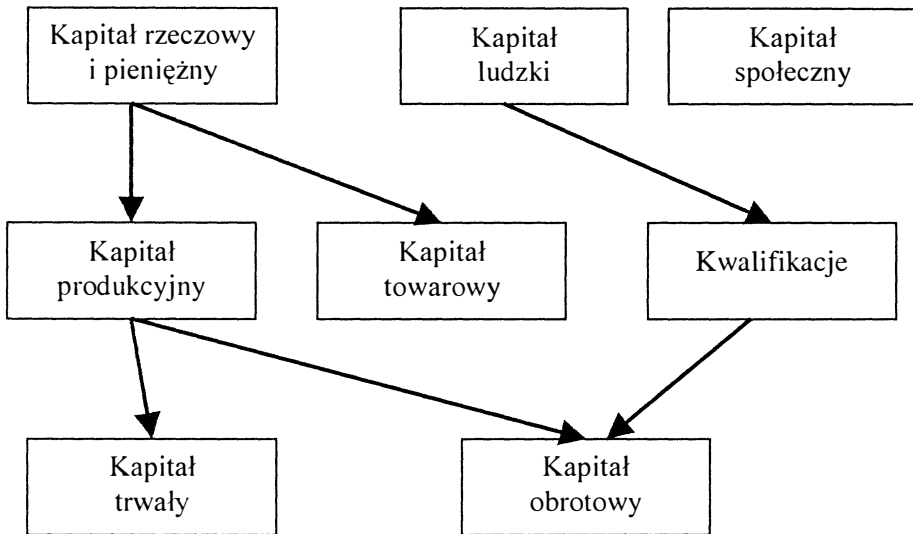 Kapitał rzeczowy
i pieniężny
Kapitał
ludzki
Kapitał
społeczny
Kapitał
produkcyjny
Kapitał
towarowy
Kwalifikacje
Kapitał
trwały
Kapitał
obrotowy